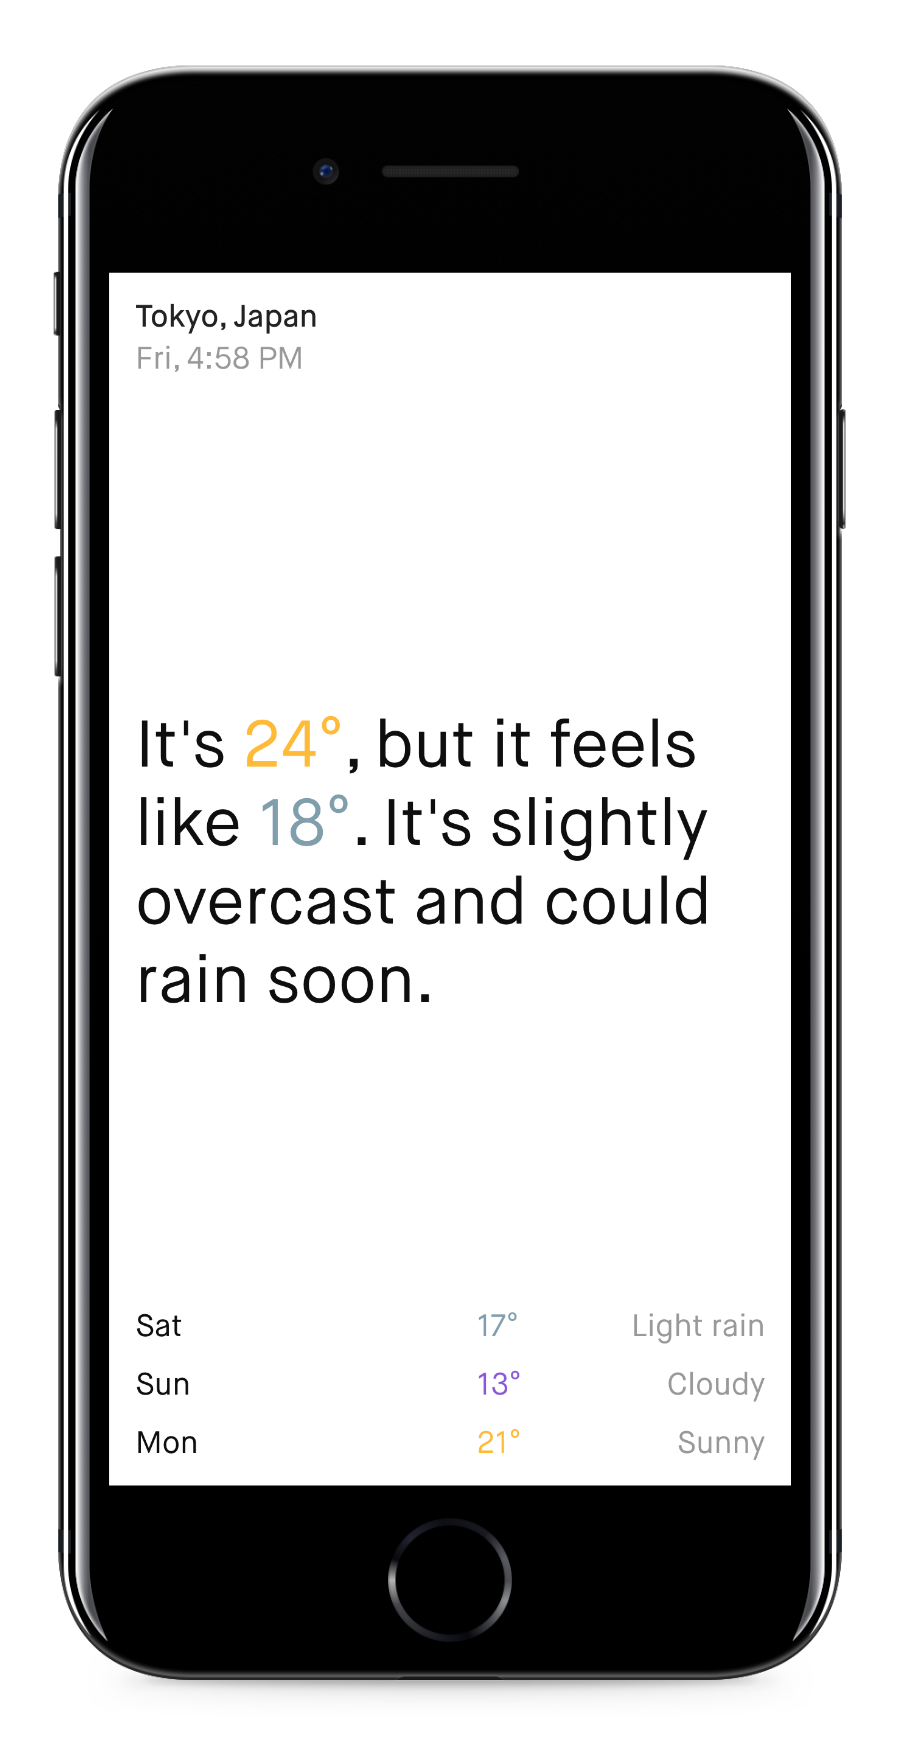 Tokyo, Japan
Fri, 4:58 PM
It's 24°, but it feels
like 18°. It's slightly
overcast and could
rain soon.
Sat 17° Light rain
Sun 13° Cloudy
Mon 21° Sunny